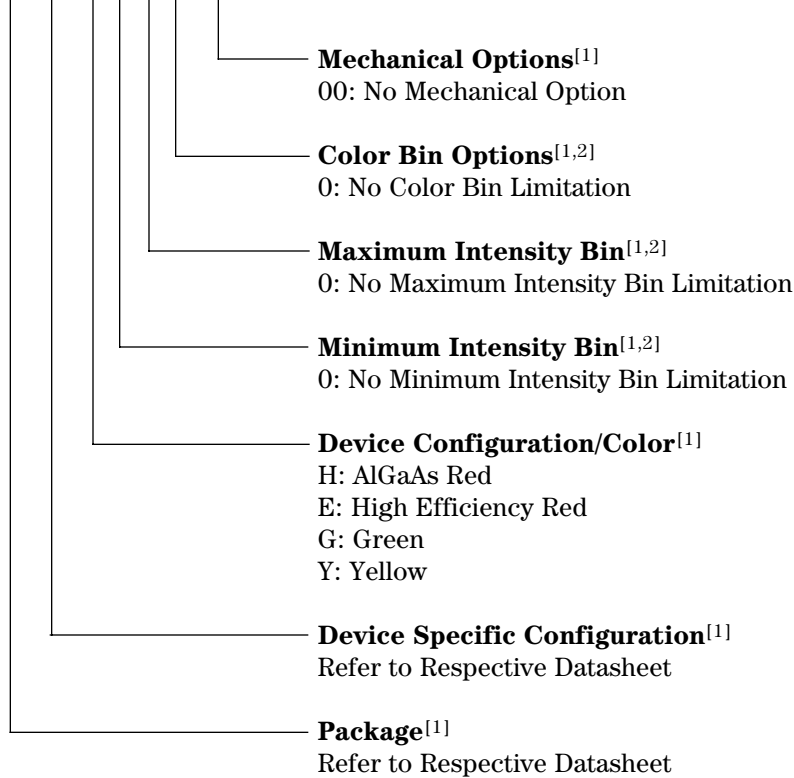 Mechanical Options[1]
00: No Mechanical Option
Color Bin Options[1,2]
0: No Color Bin Limitation
Maximum Intensity Bin[1,2]
0: No Maximum Intensity Bin Limitation
Minimum Intensity Bin[1,2]
0: No Minimum Intensity Bin Limitation
Device Configuration/Color[1]
H: AlGaAs Red
E: High Efficiency Red
G: Green
Y: Yellow
Device Specific Configuration[1]
Refer to Respective Datasheet
Package[1]
Refer to Respective Datasheet